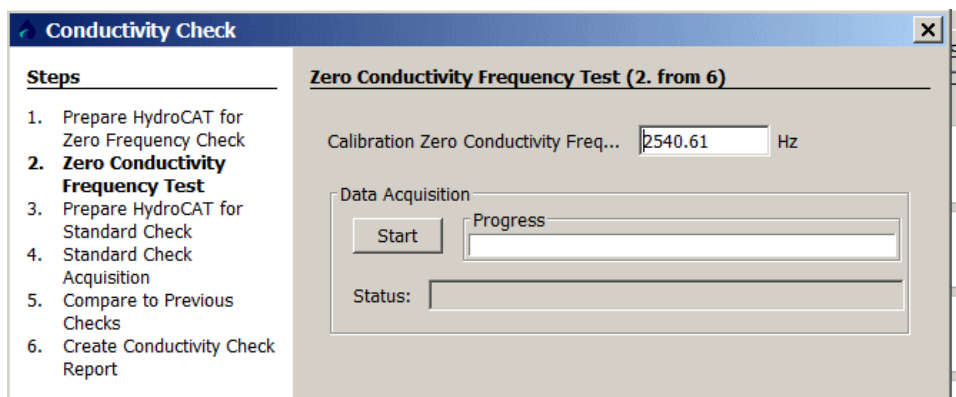 Conductivity Check
Steps
1. Prepare HydroCAT for
Zero Frequency Check
2. Zero Conductivity
Frequency Test
3. Prepare HydroCAT for
Standard Check
4. Standard Check
Acquisition
5. Compare to Previous
Checks
6. Create Conductivity Check
Report
Zero Conductivity Frequency Test (2. from 6)
Calibration Zero Conductivity Freq... 2540.61 Hz
Data Acquisition
Start
Progress
Status: